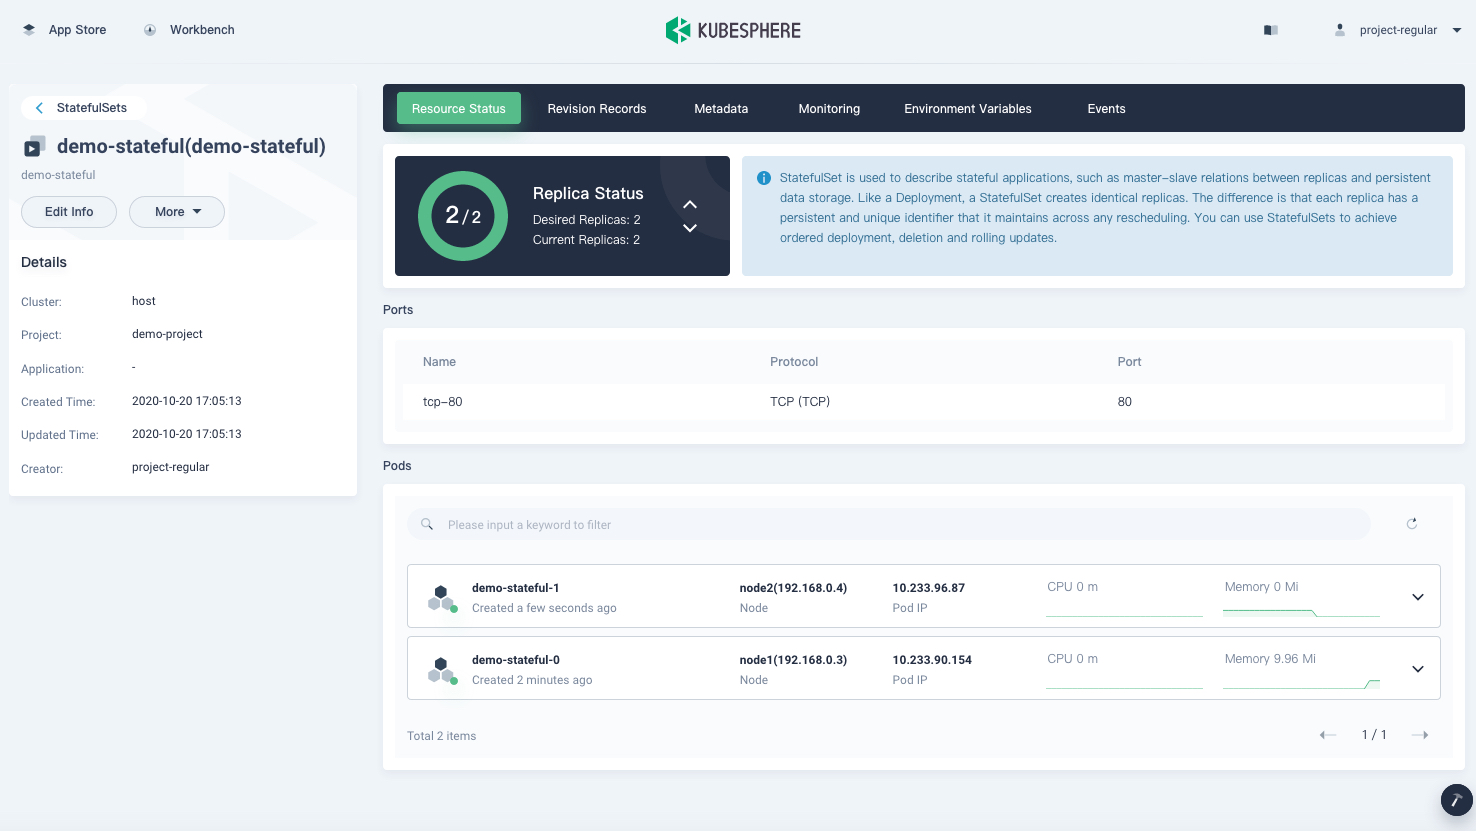 App Store
Workbench
KUBESPHERE
project-regular
StatefulSets
demo-stateful(demo-stateful)
demo-stateful
Edit Info
More
Details
Cluster: host
Project: demo-project
Application: -
Created Time: 2020-10-20 17:05:13
Updated Time: 2020-10-20 17:05:13
Creator: project-regular
Resource Status
Revision Records
Metadata
Monitoring
Environment Variables
Events
2/2
Replica Status
Desired Replicas: 2
Current Replicas: 2
StatefulSet is used to describe stateful applications, such as master-slave relations between replicas and persistent
data storage. Like a Deployment, a StatefulSet creates identical replicas. The difference is that each replica has a
persistent and unique identifier that it maintains across any rescheduling. You can use StatefulSets to achieve
ordered deployment, deletion and rolling updates.
Ports
Name Protocol Port
tcp-80 TCP (TCP) 80
Pods
Please input a keyword to filter
demo-stateful-1 node2(192.168.0.4) 10.233.96.87 CPU 0 m Memory 0 Mi
Created a few seconds ago Node Pod IP
demo-stateful-0 node1(192.168.0.3) 10.233.90.154 CPU 0 m Memory 9.96 Mi
Created 2 minutes ago Node Pod IP
Total 2 items
1 / 1